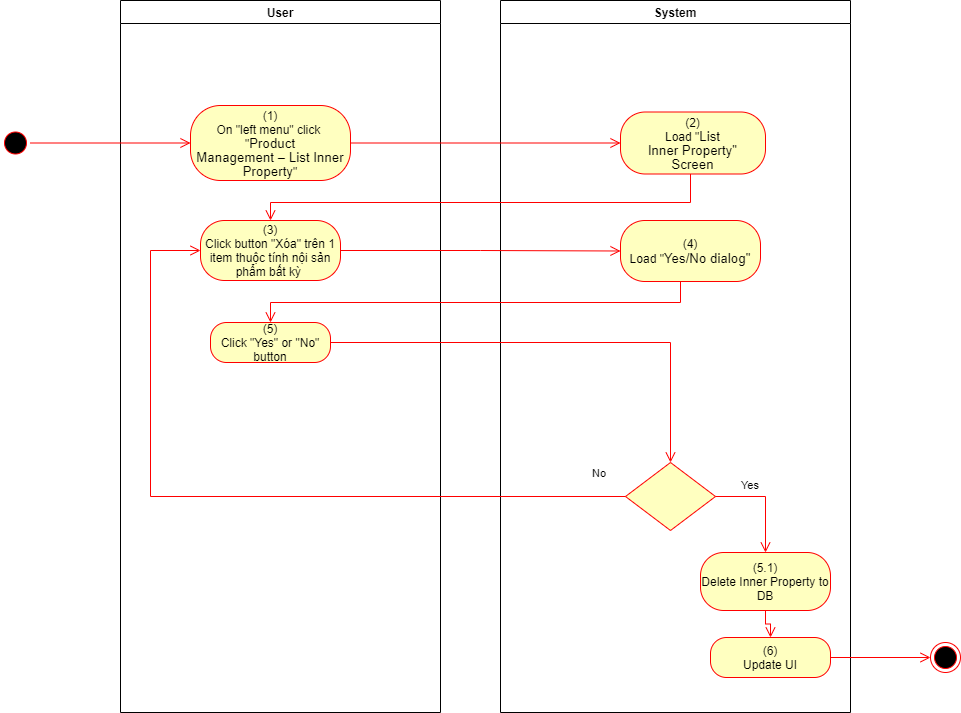 User
System
(1)
On "left menu" click
"Product
Management – List Inner
Property"
(2)
Load "List
Inner Property"
Screen
(3)
Click button "Xóa" trên 1
item thuộc tính nội sản
phẩm bất kỳ
(4)
Load "Yes/No dialog"
(5)
Click "Yes" or "No"
button
No
Yes
(5.1)
Delete Inner Property to
DB
(6)
Update UI